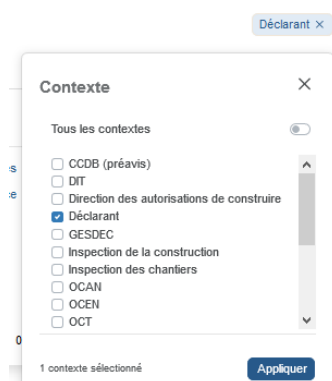 Déclarant ×
Contexte
Tous les contextes
s
CCDB (préavis)
DIT
e
Direction des autorisations de construire
Déclarant
GESDEC
Inspection de la construction
Inspection des chantiers
OCAN
OCEN
0
OCT
1 contexte sélectionné
Appliquer